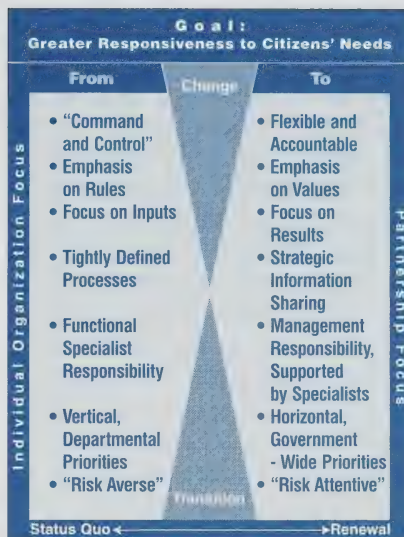 Goal:
Greater Responsiveness to Citizens' Needs
From
Change
To
Individual Organization Focus
• "Command
and Control"
• Emphasis
on Rules
• Focus on Inputs
• Tightly Defined
Processes
• Functional
Specialist
Responsibility
• Vertical,
Departmental
Priorities
• "Risk Averse"
• Flexible and
Accountable
• Emphasis
on Values
• Focus on
Results
• Strategic
Information
Sharing
• Management
Responsibility,
Supported
by Specialists
• Horizontal,
Government
- Wide Priorities
• "Risk Attentive"
Partnership Focus
Transition
Status Quo
Renewal